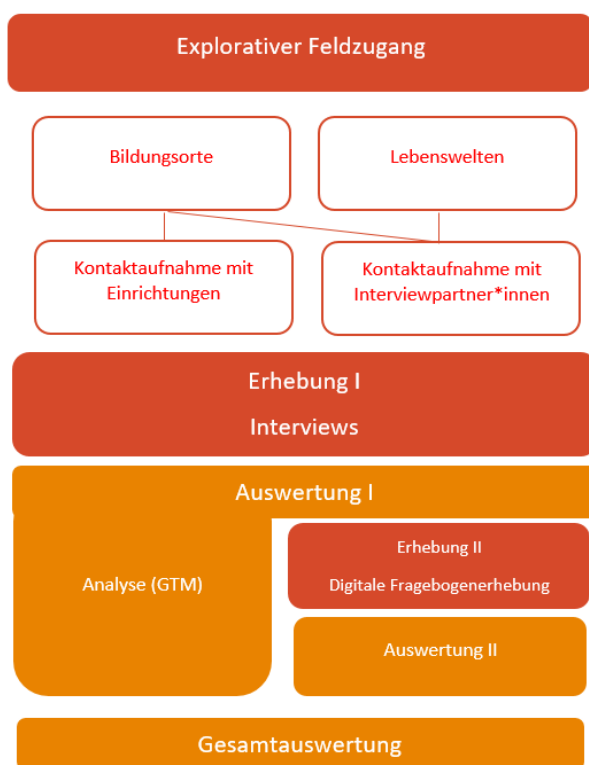 Explorativer Feldzugang
Bildungsorte
Lebenswelten
Kontaktaufnahme mit
Einrichtungen
Kontaktaufnahme mit
Interviewpartner*innen
Erhebung I
Interviews
Auswertung I
Analyse (GTM)
Erhebung II
Digitale Fragebogenerhebung
Auswertung II
Gesamtauswertung